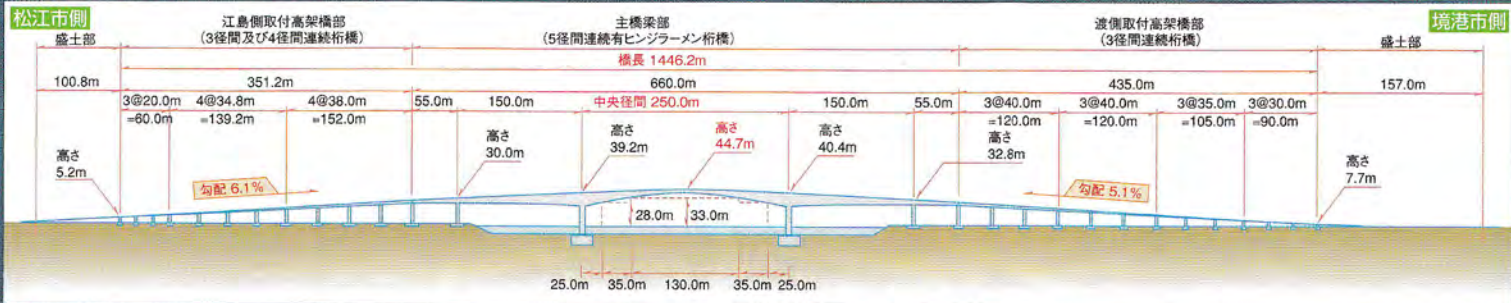 松江市側
境港市側
盛土部
江島側取付高架橋部
(3径間及び4径間連続桁橋)
主橋梁部
(5径間連続有ヒンジラーメン桁橋)
渡側取付高架橋部
(3径間連続桁橋)
盛土部
橋長 1446.2m
100.8m
351.2m
660.0m
435.0m
157.0m
3@20.0m
=60.0m
4@34.8m
=139.2m
4@38.0m
=152.0m
55.0m
150.0m
中央径間 250.0m
150.0m
55.0m
3@40.0m
=120.0m
3@40.0m
=120.0m
3@35.0m
=105.0m
3@30.0m
=90.0m
高さ
5.2m
高さ
30.0m
高さ
39.2m
高さ
44.7m
高さ
40.4m
高さ
32.8m
高さ
7.7m
勾配 6.1%
勾配 5.1%
28.0m
33.0m
25.0m
35.0m
130.0m
35.0m
25.0m